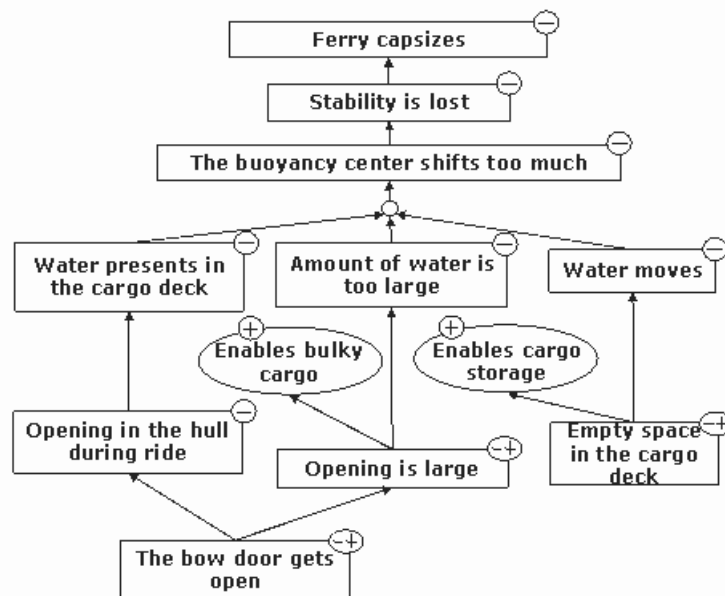 Ferry capsizes
−
Stability is lost
−
The buoyancy center shifts too much
−
Water presents in
the cargo deck
−
Amount of water is
too large
−
Water moves
−
Enables bulky
cargo
+
Enables cargo
storage
+
Opening in the hull
during ride
−
Opening is large
−+
Empty space
in the cargo
deck
−+
The bow door gets
open
−+